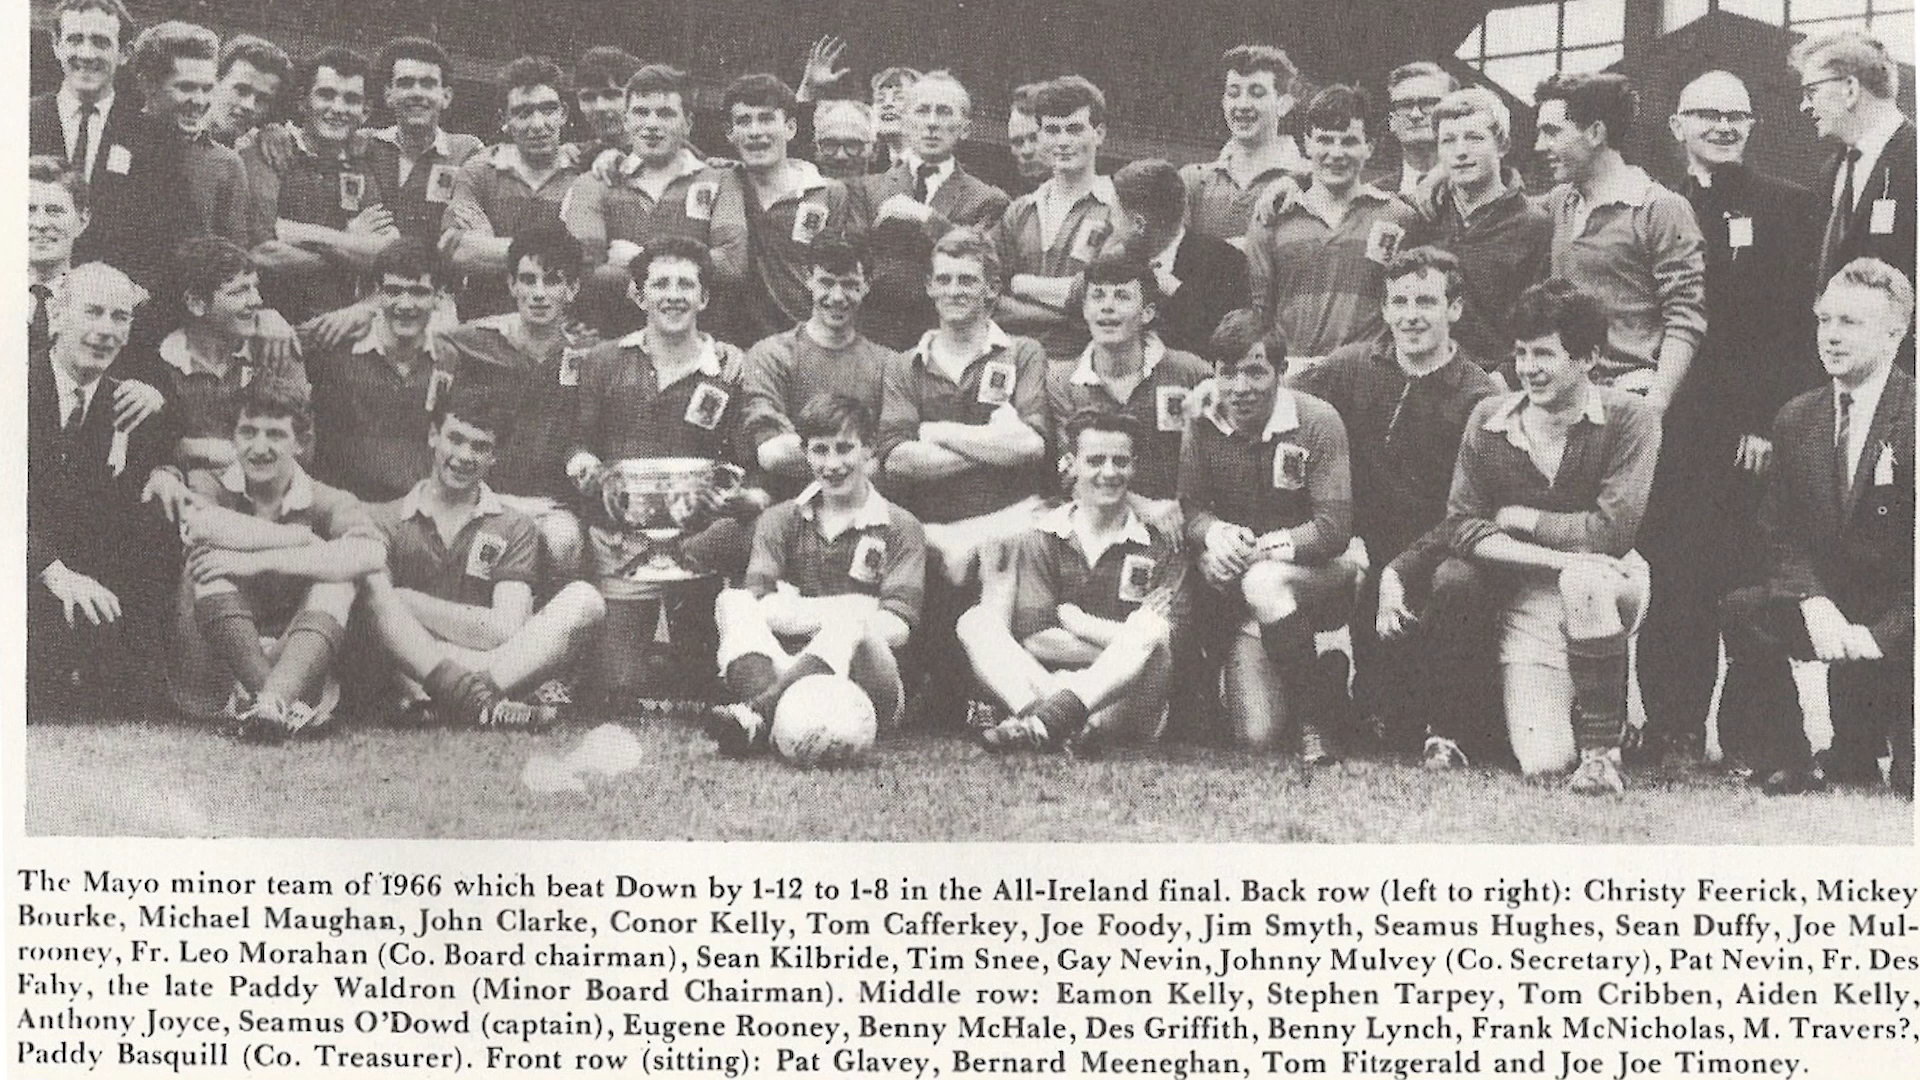 The Mayo minor team of 1966 which beat Down by 1-12 to 1-8 in the All-Ireland final. Back row (left to right): Christy Feerick, Mickey
Bourke, Michael Maughan, John Clarke, Conor Kelly, Tom Cafferkey, Joe Foody, Jim Smyth, Seamus Hughes, Sean Duffy, Joe Mul-
rooney, Fr. Leo Morahan (Co. Board chairman), Sean Kilbride, Tim Snee, Gay Nevin, Johnny Mulvey (Co. Secretary), Pat Nevin, Fr. Des
Fahy, the late Paddy Waldron (Minor Board Chairman). Middle row: Eamon Kelly, Stephen Tarpey, Tom Cribben, Aiden Kelly,
Anthony Joyce, Seamus O'Dowd (captain), Eugene Rooney, Benny McHale, Des Griffith, Benny Lynch, Frank McNicholas, M. Travers?,
Paddy Basquill (Co. Treasurer). Front row (sitting): Pat Glavey, Bernard Meeneghan, Tom Fitzgerald and Joe Joe Timoney.